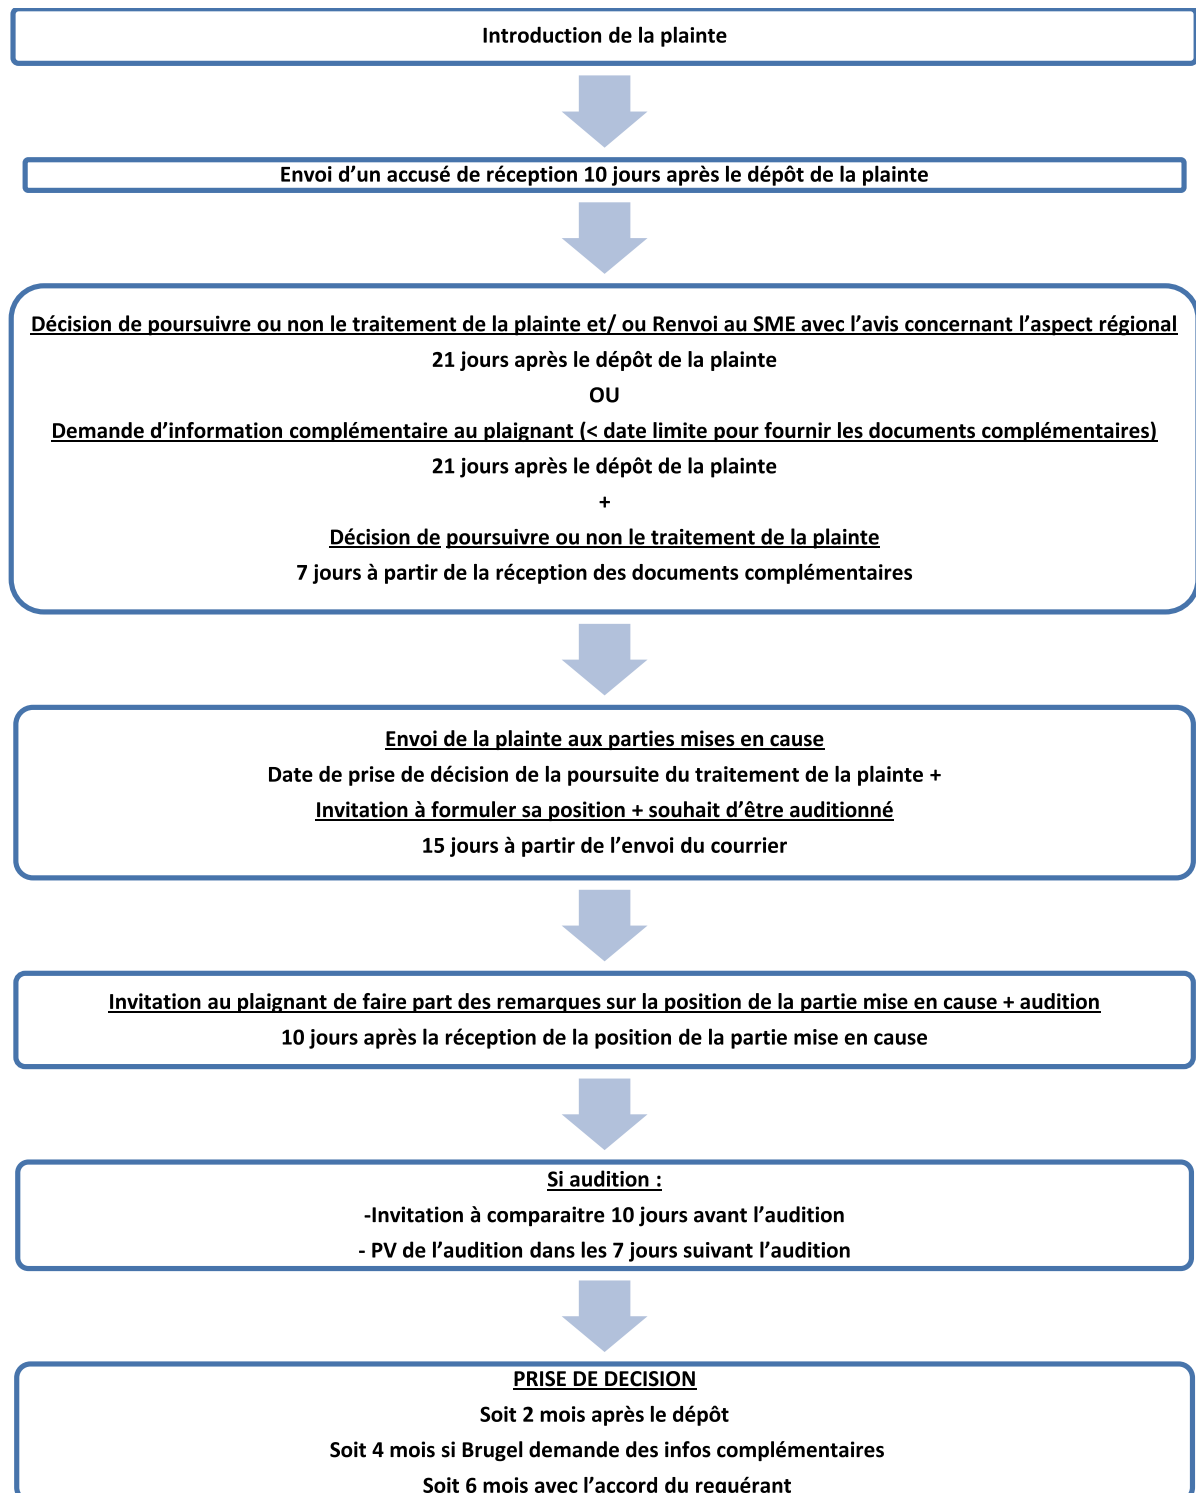 Introduction de la plainte
Envoi d’un accusé de réception 10 jours après le dépôt de la plainte
Décision de poursuivre ou non le traitement de la plainte et/ ou Renvoi au SME avec l’avis concernant l’aspect régional
21 jours après le dépôt de la plainte
OU
Demande d’information complémentaire au plaignant (< date limite pour fournir les documents complémentaires)
21 jours après le dépôt de la plainte
+
Décision de poursuivre ou non le traitement de la plainte
7 jours à partir de la réception des documents complémentaires
Envoi de la plainte aux parties mises en cause
Date de prise de décision de la poursuite du traitement de la plainte +
Invitation à formuler sa position + souhait d’être auditionné
15 jours à partir de l’envoi du courrier
Invitation au plaignant de faire part des remarques sur la position de la partie mise en cause + audition
10 jours après la réception de la position de la partie mise en cause
Si audition :
-Invitation à comparaitre 10 jours avant l’audition
- PV de l’audition dans les 7 jours suivant l’audition
PRISE DE DECISION
Soit 2 mois après le dépôt
Soit 4 mois si Brugel demande des infos complémentaires
Soit 6 mois avec l’accord du requérant